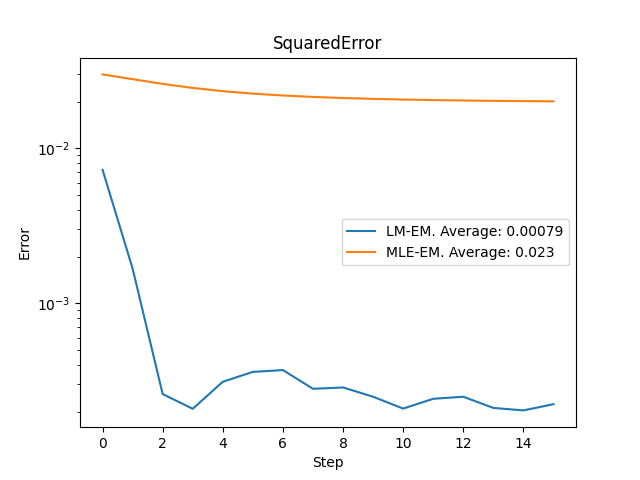 SquaredError
Error
10⁻²
10⁻³
LM-EM. Average: 0.00079
MLE-EM. Average: 0.023
0 2 4 6 8 10 12 14
Step